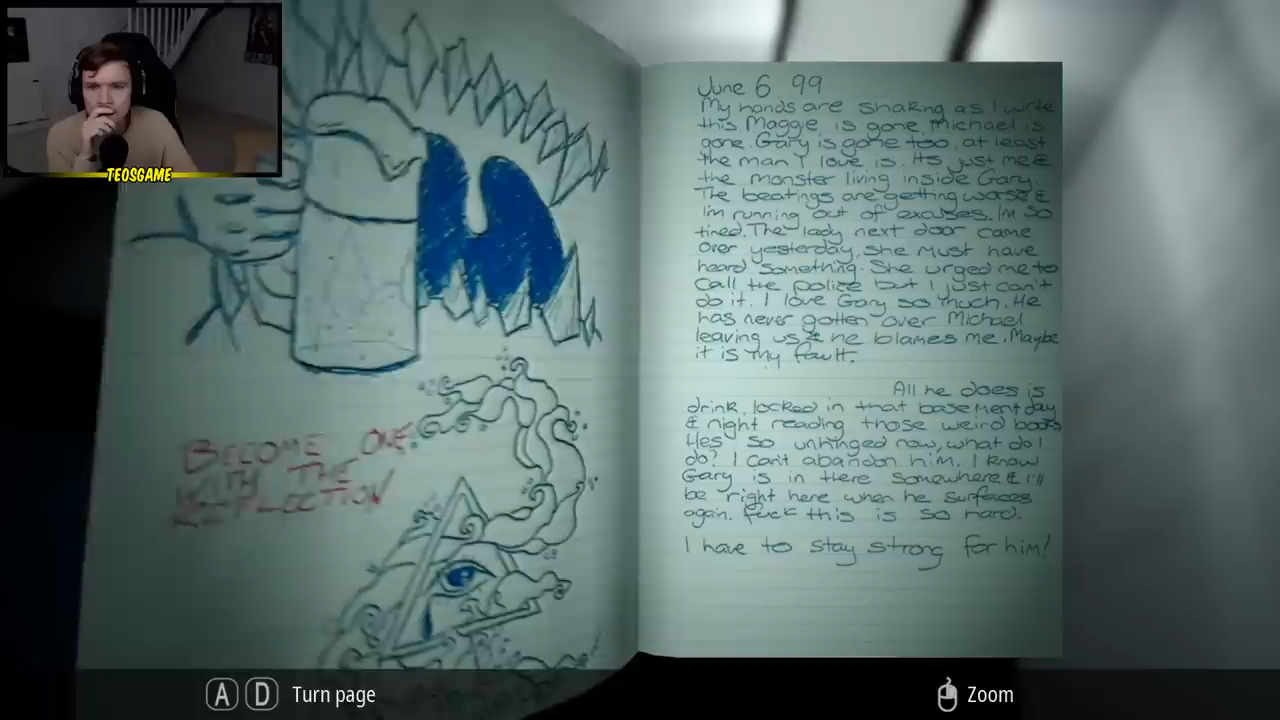 TEOSGAME
BECOME ONE
WITH THE
REFLECTION
June 6 99
My hands are shaking as I write
this Maggie is gone, Michael is
gone. Gary is gone too, at least
the man I love is. Its just me &
the monster living inside Gary.
The beatings are getting worse &
I'm running out of excuses. I'm so
tired. The lady next door came
over yesterday, she must have
heard something. She urged me to
call the police but I just can't
do it. I love Gary so much. He
has never gotten over Michael
leaving us & he blames me. Maybe
it is my fault.
All he does is
drink, locked in that basement day
& night reading those weird books
Hes so unhinged now, what do I
do? I can't abandon him. I know
Gary is in there somewhere & I'll
be right here when he surfaces
again. Fuck this is so hard.
I have to stay strong for him!
A D Turn page
Zoom